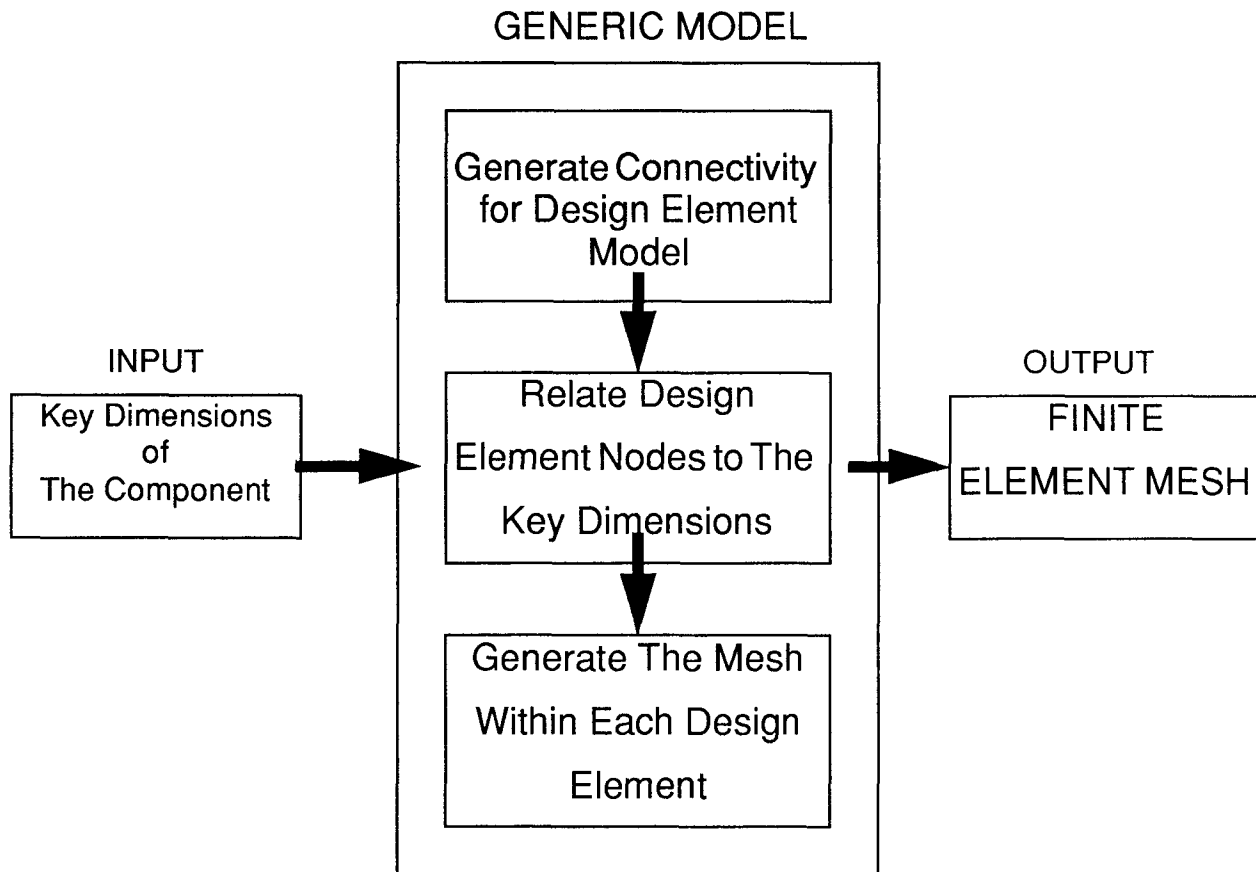 GENERIC MODEL
Generate Connectivity
for Design Element
Model
INPUT
Key Dimensions
of
The Component
Relate Design
Element Nodes to The
Key Dimensions
OUTPUT
FINITE
ELEMENT MESH
Generate The Mesh
Within Each Design
Element